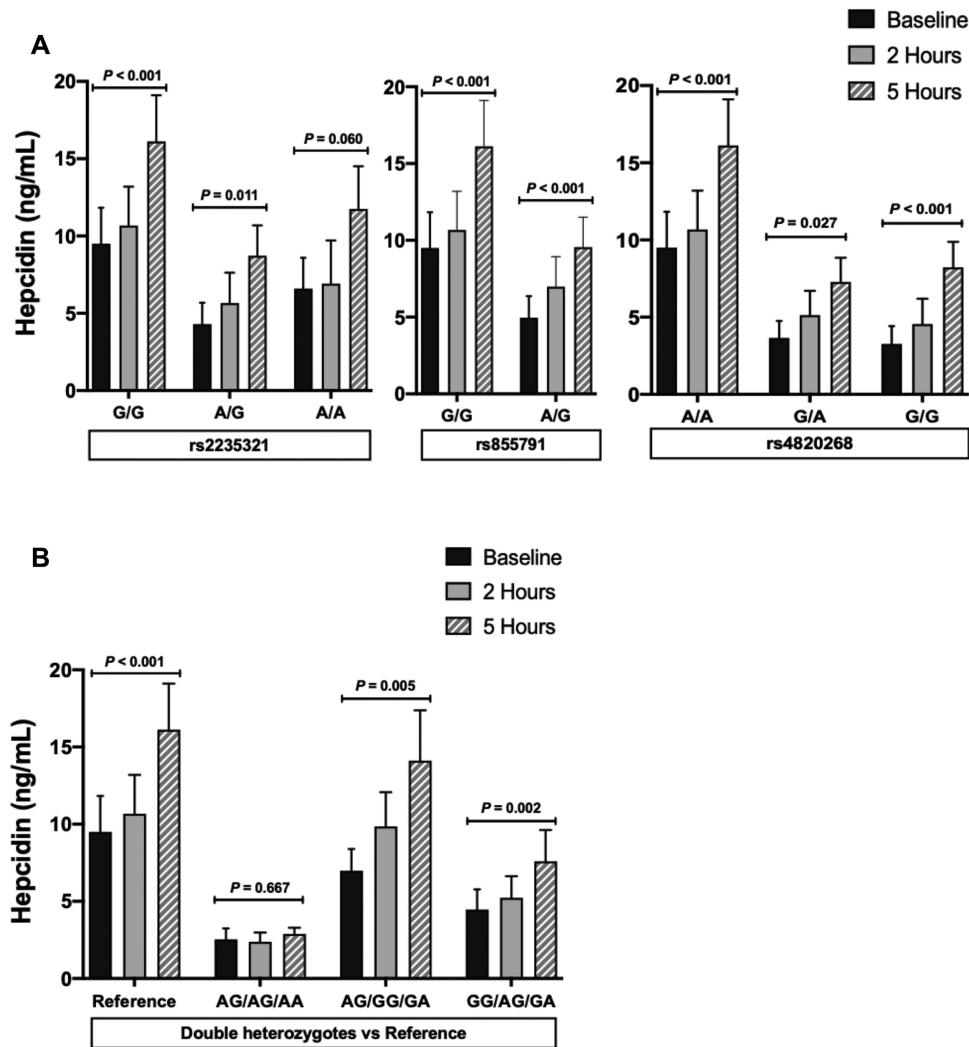 Baseline
2 Hours
5 Hours
A
Hepcidin (ng/mL)
20
15
10
5
0
P < 0.001
P = 0.011
P = 0.060
G/G A/G A/A
rs2235321
20
15
10
5
0
P < 0.001
P < 0.001
G/G A/G
rs855791
20
15
10
5
0
P < 0.001
P = 0.027
P < 0.001
A/A G/A G/G
rs4820268
B
Baseline
2 Hours
5 Hours
Hepcidin (ng/mL)
20
15
10
5
0
P < 0.001
P = 0.667
P = 0.005
P = 0.002
Reference AG/AG/AA AG/GG/GA GG/AG/GA
Double heterozygotes vs Reference